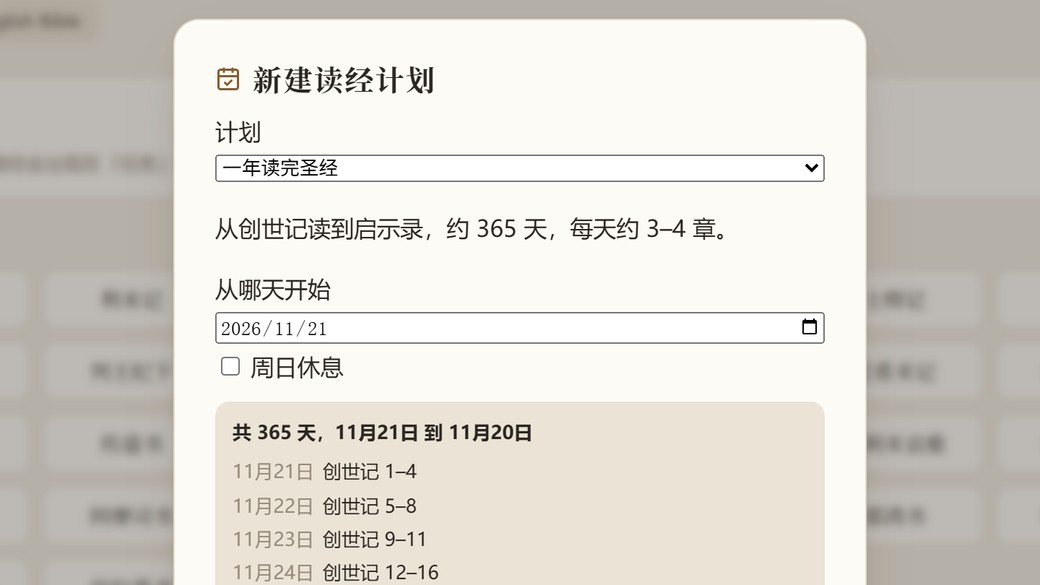 新建读经计划
计划
一年读完圣经
从创世记读到启示录，约 365 天，每天约 3–4 章。
从哪天开始
2026/11/21
周日休息
共 365 天，11月21日 到 11月20日
11月21日 创世记 1–4
11月22日 创世记 5–8
11月23日 创世记 9–11
11月24日 创世记 12–16